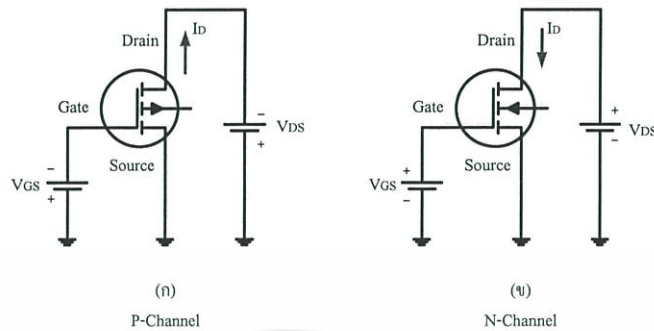 Drain
ID
Gate
Source
VGS
-
+
-
+
VDS
(ก)
P-Channel
Drain
ID
Gate
Source
VGS
+
-
+
-
VDS
(ข)
N-Channel